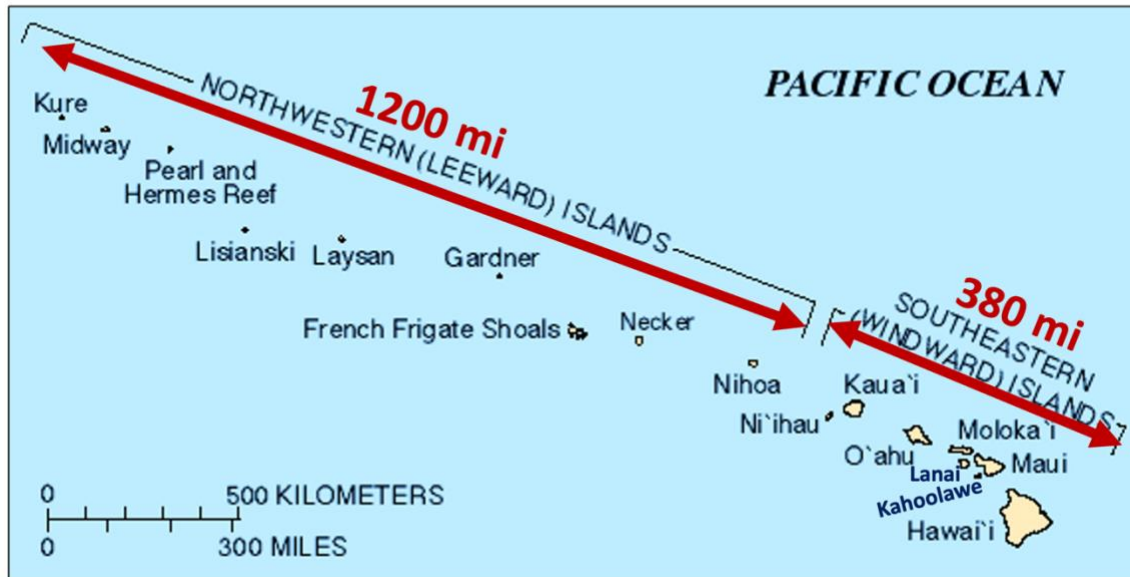 PACIFIC OCEAN
1200 mi
NORTHWESTERN (LEEWARD) ISLANDS
Kure
Midway
Pearl and
Hermes Reef
Lisianski
Laysan
Gardner
French Frigate Shoals
Necker
Nihoa
380 mi
SOUTHEASTERN
(WINDWARD) ISLANDS
Kaua`i
Ni`ihau
O`ahu
Moloka`i
Maui
Lanai
Kahoolawe
Hawai`i
0 500 KILOMETERS
0 300 MILES